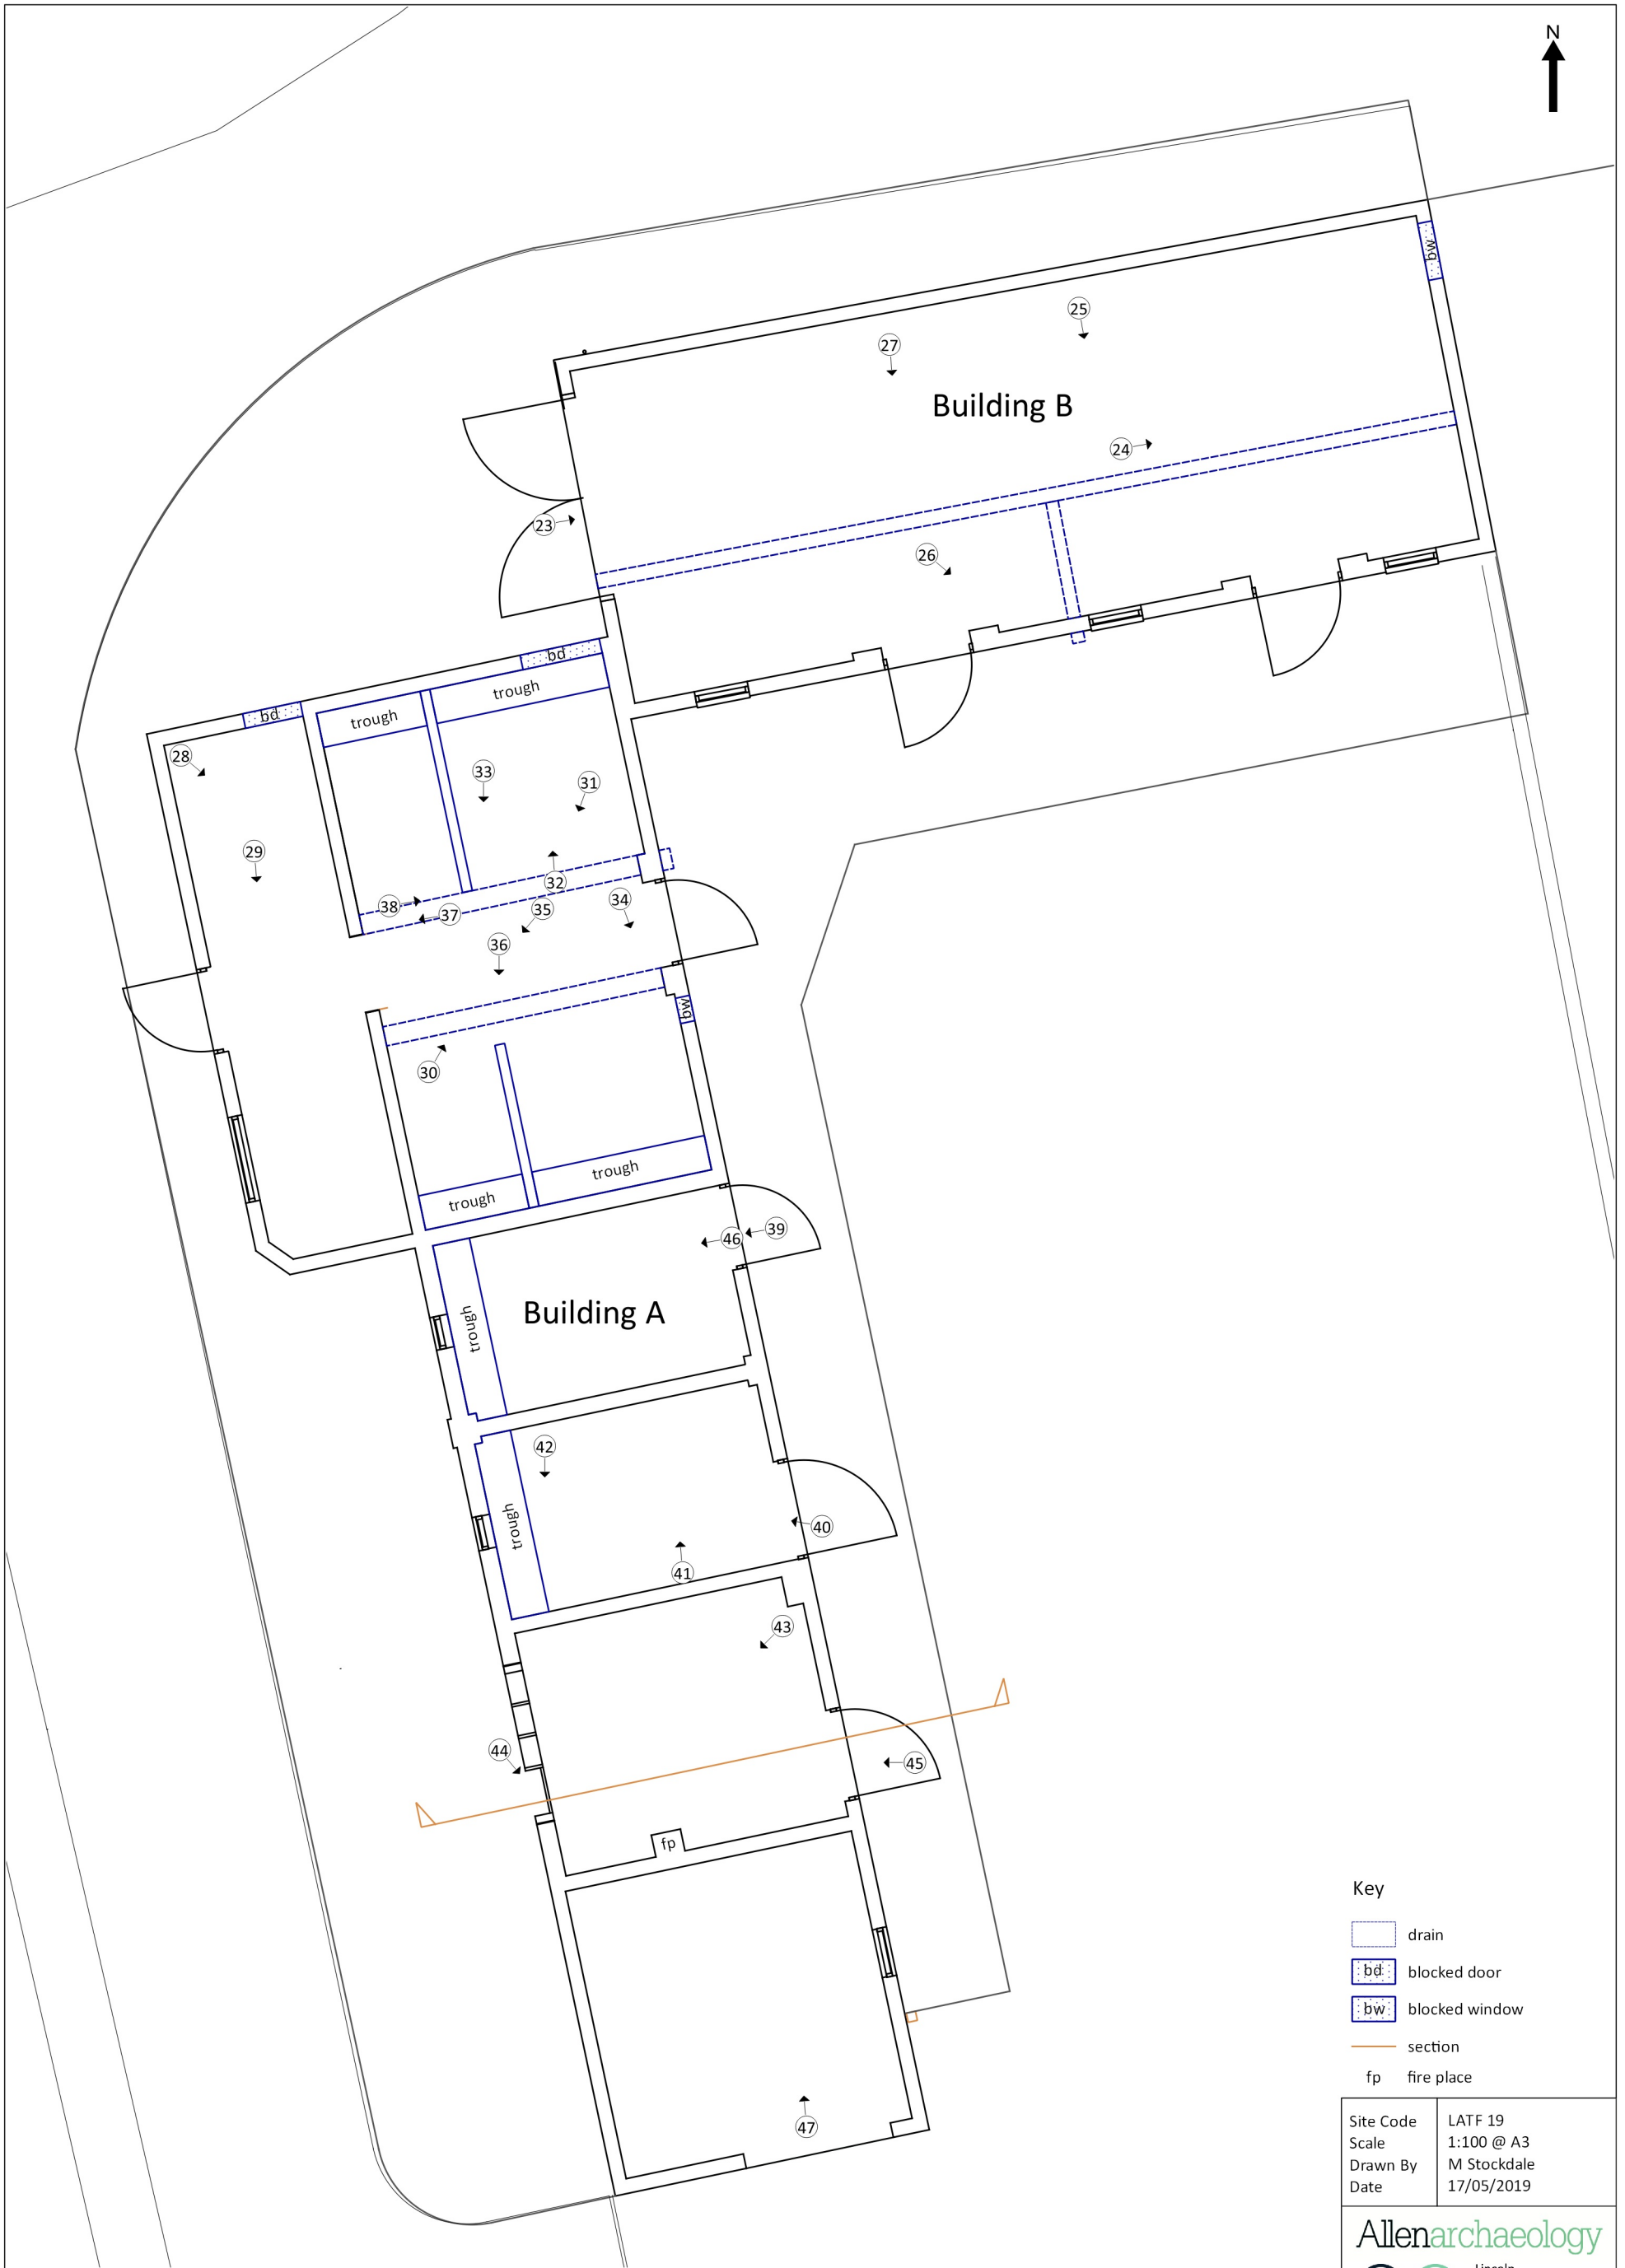 N
bw
25
27
Building B
24
23
26
bd
trough
bd
trough
28
33
31
29
32
38
37
35
34
36
bw
30
trough
trough
39
46
trough
Building A
42
trough
40
41
43
44
45
fp
47
Key
drain
bd blocked door
bw blocked window
section
fp fire place
Site Code LATF 19
Scale 1:100 @ A3
Drawn By M Stockdale
Date 17/05/2019
Allenarchaeology